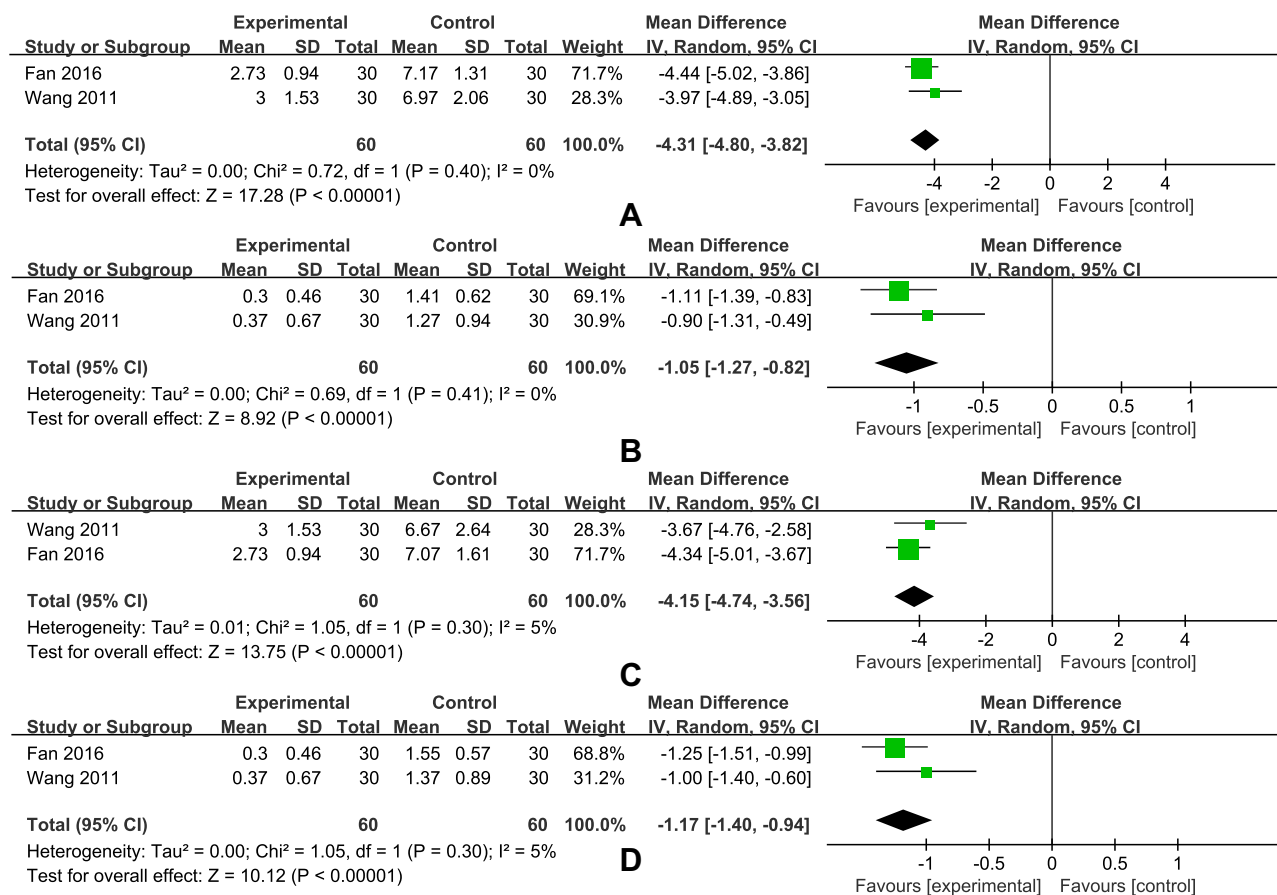 Experimental Control Mean Difference Mean Difference
Study or Subgroup Mean SD Total Mean SD Total Weight IV, Random, 95% CI IV, Random, 95% CI
Fan 2016 2.73 0.94 30 7.17 1.31 30 71.7% -4.44 [-5.02, -3.86]
Wang 2011 3 1.53 30 6.97 2.06 30 28.3% -3.97 [-4.89, -3.05]
Total (95% CI) 60 60 100.0% -4.31 [-4.80, -3.82]
Heterogeneity: Tau² = 0.00; Chi² = 0.72, df = 1 (P = 0.40); I² = 0%
Test for overall effect: Z = 17.28 (P < 0.00001)
-4 -2 0 2 4
Favours [experimental] Favours [control]
A
Experimental Control Mean Difference Mean Difference
Study or Subgroup Mean SD Total Mean SD Total Weight IV, Random, 95% CI IV, Random, 95% CI
Fan 2016 0.3 0.46 30 1.41 0.62 30 69.1% -1.11 [-1.39, -0.83]
Wang 2011 0.37 0.67 30 1.27 0.94 30 30.9% -0.90 [-1.31, -0.49]
Total (95% CI) 60 60 100.0% -1.05 [-1.27, -0.82]
Heterogeneity: Tau² = 0.00; Chi² = 0.69, df = 1 (P = 0.41); I² = 0%
Test for overall effect: Z = 8.92 (P < 0.00001)
-1 -0.5 0 0.5 1
Favours [experimental] Favours [control]
B
Experimental Control Mean Difference Mean Difference
Study or Subgroup Mean SD Total Mean SD Total Weight IV, Random, 95% CI IV, Random, 95% CI
Wang 2011 3 1.53 30 6.67 2.64 30 28.3% -3.67 [-4.76, -2.58]
Fan 2016 2.73 0.94 30 7.07 1.61 30 71.7% -4.34 [-5.01, -3.67]
Total (95% CI) 60 60 100.0% -4.15 [-4.74, -3.56]
Heterogeneity: Tau² = 0.01; Chi² = 1.05, df = 1 (P = 0.30); I² = 5%
Test for overall effect: Z = 13.75 (P < 0.00001)
-4 -2 0 2 4
Favours [experimental] Favours [control]
C
Experimental Control Mean Difference Mean Difference
Study or Subgroup Mean SD Total Mean SD Total Weight IV, Random, 95% CI IV, Random, 95% CI
Fan 2016 0.3 0.46 30 1.55 0.57 30 68.8% -1.25 [-1.51, -0.99]
Wang 2011 0.37 0.67 30 1.37 0.89 30 31.2% -1.00 [-1.40, -0.60]
Total (95% CI) 60 60 100.0% -1.17 [-1.40, -0.94]
Heterogeneity: Tau² = 0.00; Chi² = 1.05, df = 1 (P = 0.30); I² = 5%
Test for overall effect: Z = 10.12 (P < 0.00001)
-1 -0.5 0 0.5 1
Favours [experimental] Favours [control]
D